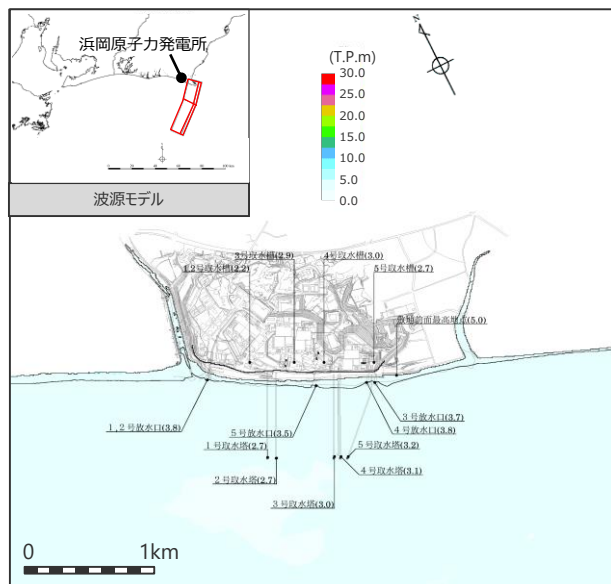 浜岡原子力発電所
波源モデル
(T.P.m)
30.0
25.0
20.0
15.0
10.0
5.0
0.0
N
3号取水槽(2.9)
4号取水槽(3.0)
1,2号取水槽(2.2)
5号取水槽(2.7)
敷地前面最高地点(5.0)
1,2号放水口(3.8)
5号放水口(3.5)
3号放水口(3.7)
4号放水口(3.8)
1号取水塔(2.7)
5号取水塔(3.2)
2号取水塔(2.7)
4号取水塔(3.1)
3号取水塔(3.0)
0 1km